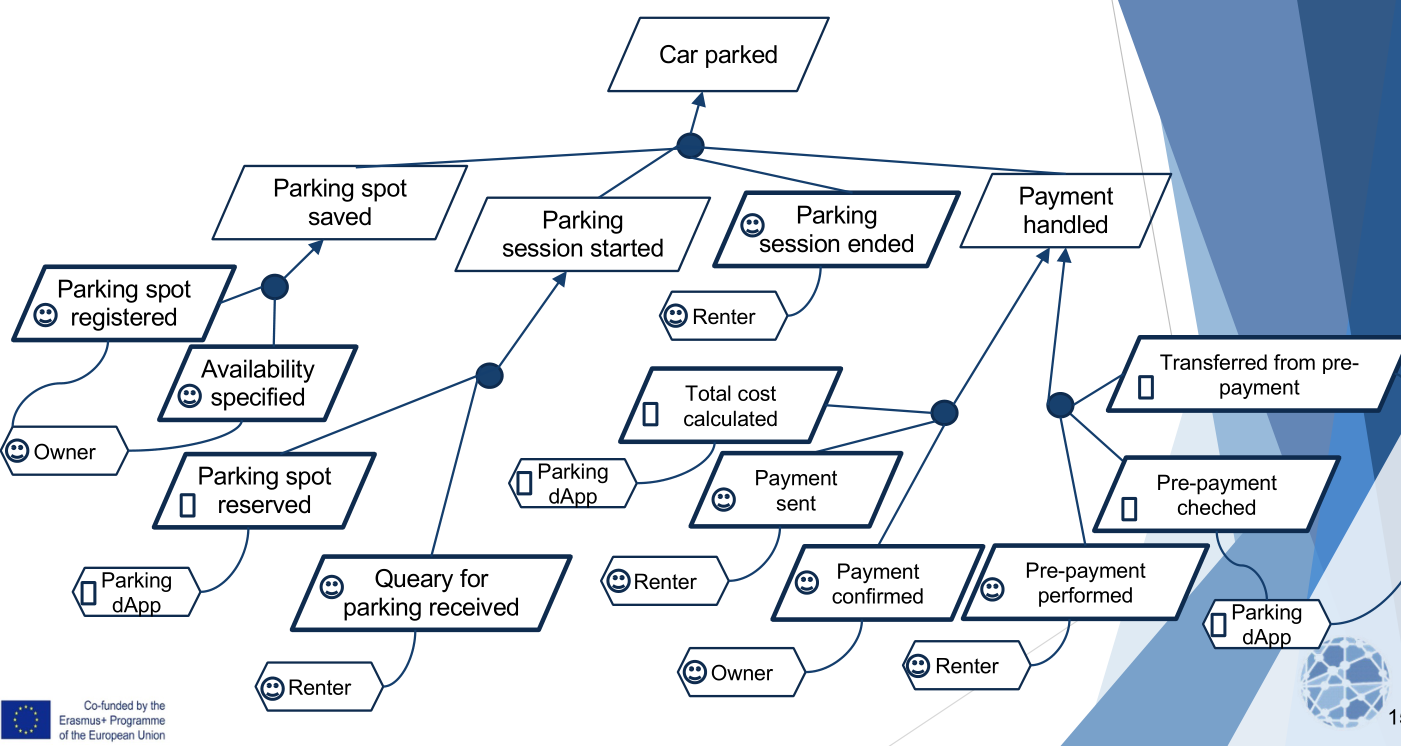 Car parked
Parking spot
saved
Parking
session started
Parking
session ended
Payment
handled
Parking spot
registered
Renter
Availability
specified
Transferred from pre-
payment
Total cost
calculated
Owner
Parking spot
reserved
Parking
dApp
Payment
sent
Pre-payment
cheched
Parking
dApp
Queary for
parking received
Renter
Payment
confirmed
Pre-payment
performed
Parking
dApp
Renter
Owner
Renter
Co-funded by the
Erasmus+ Programme
of the European Union